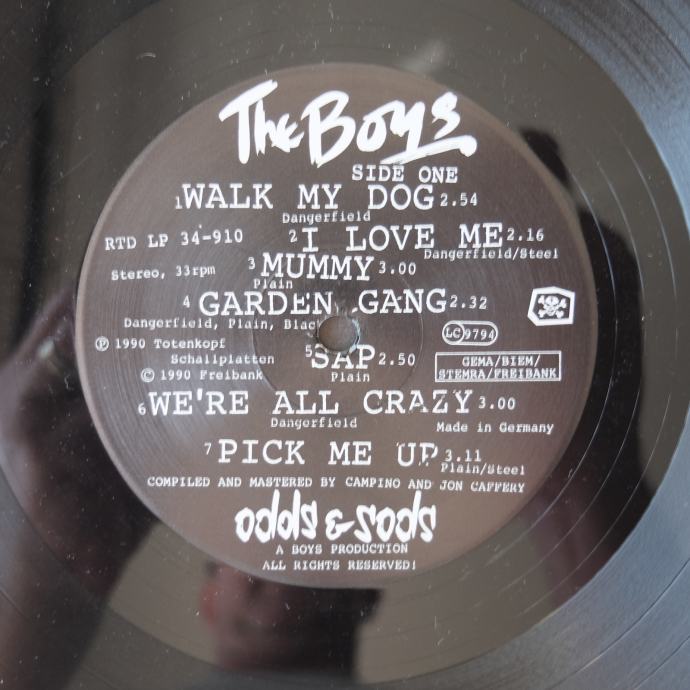 The Boys
SIDE ONE
1 WALK MY DOG 2.54
Dangerfield
RTD LP 34-910
2 I LOVE ME 2.16
Dangerfield/Steel
Stereo, 33rpm
3 MUMMY 3.00
Plain
4 GARDEN GANG 2.32
Dangerfield, Plain, Black
LC 9794
℗ 1990 Totenkopf
Schallplatten
5 SAP 2.50
Plain
GEMA/BIEM/
STEMRA/FREIBANK
© 1990 Freibank
6 WE'RE ALL CRAZY 3.00
Dangerfield
Made in Germany
7 PICK ME UP 3.11
Plain/Steel
COMPILED AND MASTERED BY CAMPINO AND JON CAFFERY
odds & sods
A BOYS PRODUCTION
ALL RIGHTS RESERVED!